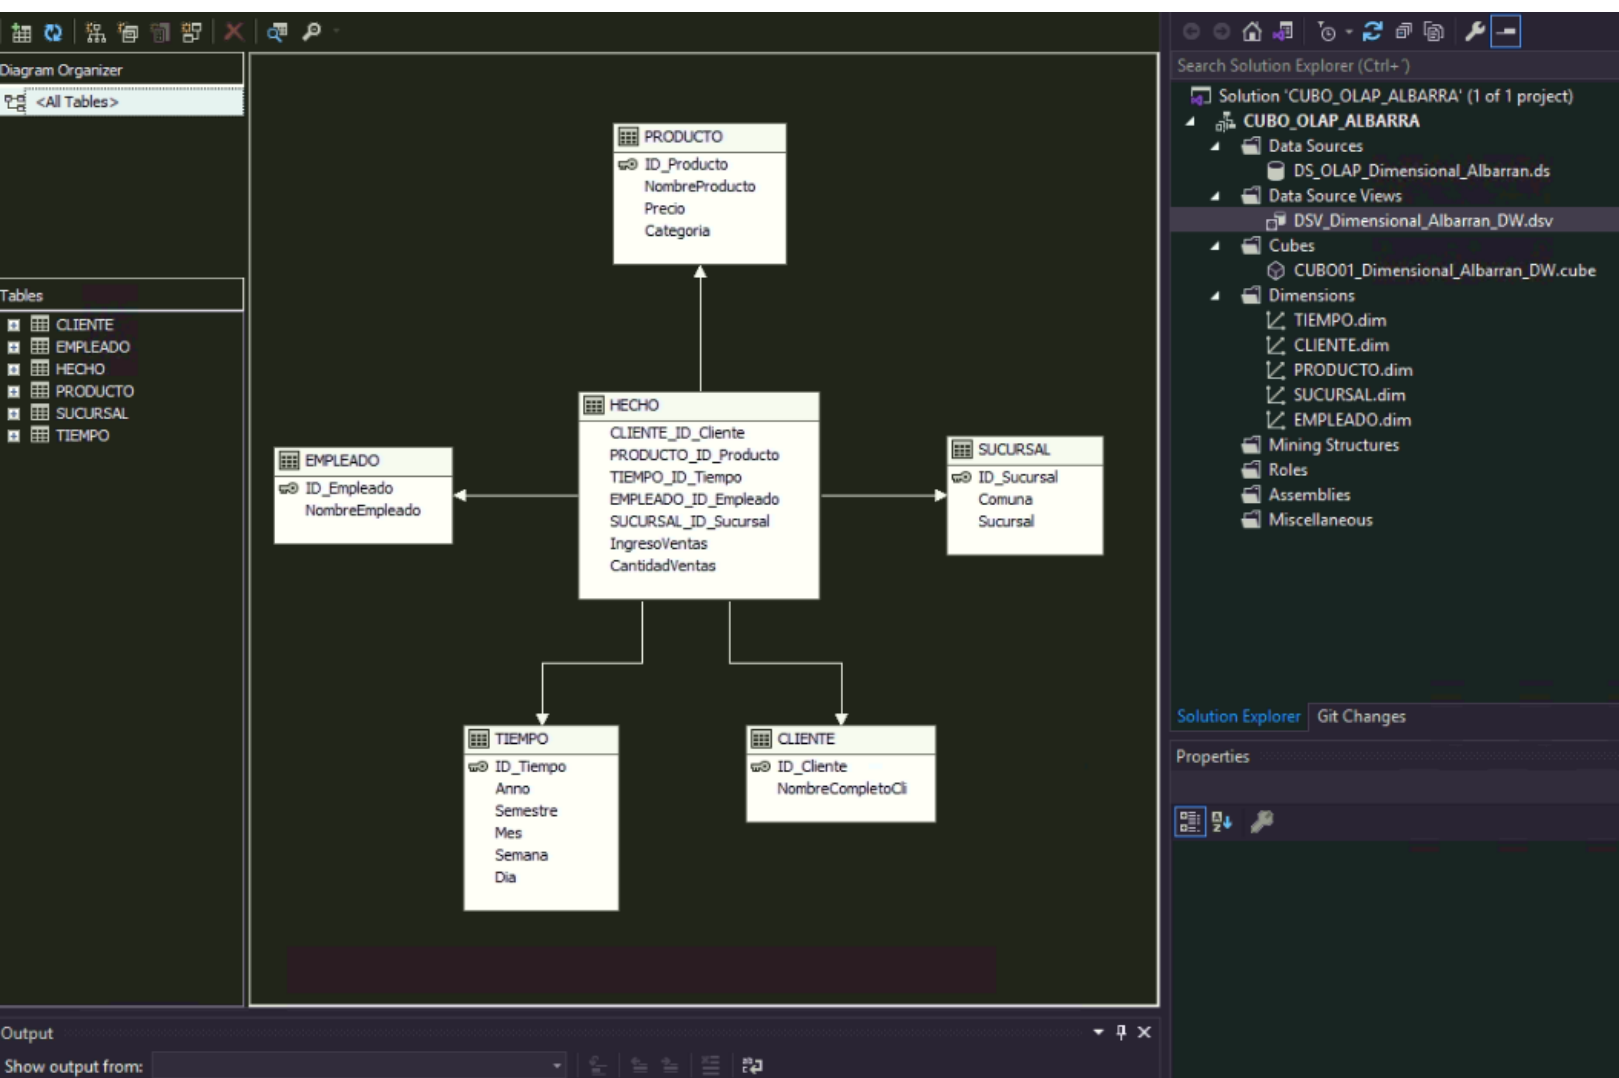 Diagram Organizer
<All Tables>
Tables
CLIENTE
EMPLEADO
HECHO
PRODUCTO
SUCURSAL
TIEMPO
PRODUCTO
ID_Producto
NombreProducto
Precio
Categoria
HECHO
CLIENTE_ID_Cliente
PRODUCTO_ID_Producto
TIEMPO_ID_Tiempo
EMPLEADO_ID_Empleado
SUCURSAL_ID_Sucursal
IngresoVentas
CantidadVentas
EMPLEADO
ID_Empleado
NombreEmpleado
SUCURSAL
ID_Sucursal
Comuna
Sucursal
TIEMPO
ID_Tiempo
Anno
Semestre
Mes
Semana
Dia
CLIENTE
ID_Cliente
NombreCompletoCli
Output
Show output from:
Search Solution Explorer (Ctrl+´)
Solution 'CUBO_OLAP_ALBARRA' (1 of 1 project)
CUBO_OLAP_ALBARRA
Data Sources
DS_OLAP_Dimensional_Albarran.ds
Data Source Views
DSV_Dimensional_Albarran_DW.dsv
Cubes
CUBO01_Dimensional_Albarran_DW.cube
Dimensions
TIEMPO.dim
CLIENTE.dim
PRODUCTO.dim
SUCURSAL.dim
EMPLEADO.dim
Mining Structures
Roles
Assemblies
Miscellaneous
Solution Explorer Git Changes
Properties